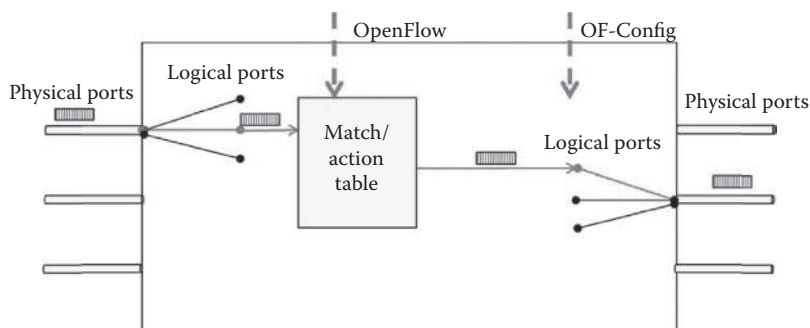 OpenFlow
OF-Config
Logical ports
Physical ports
Physical ports
Match/
action
table
Logical ports